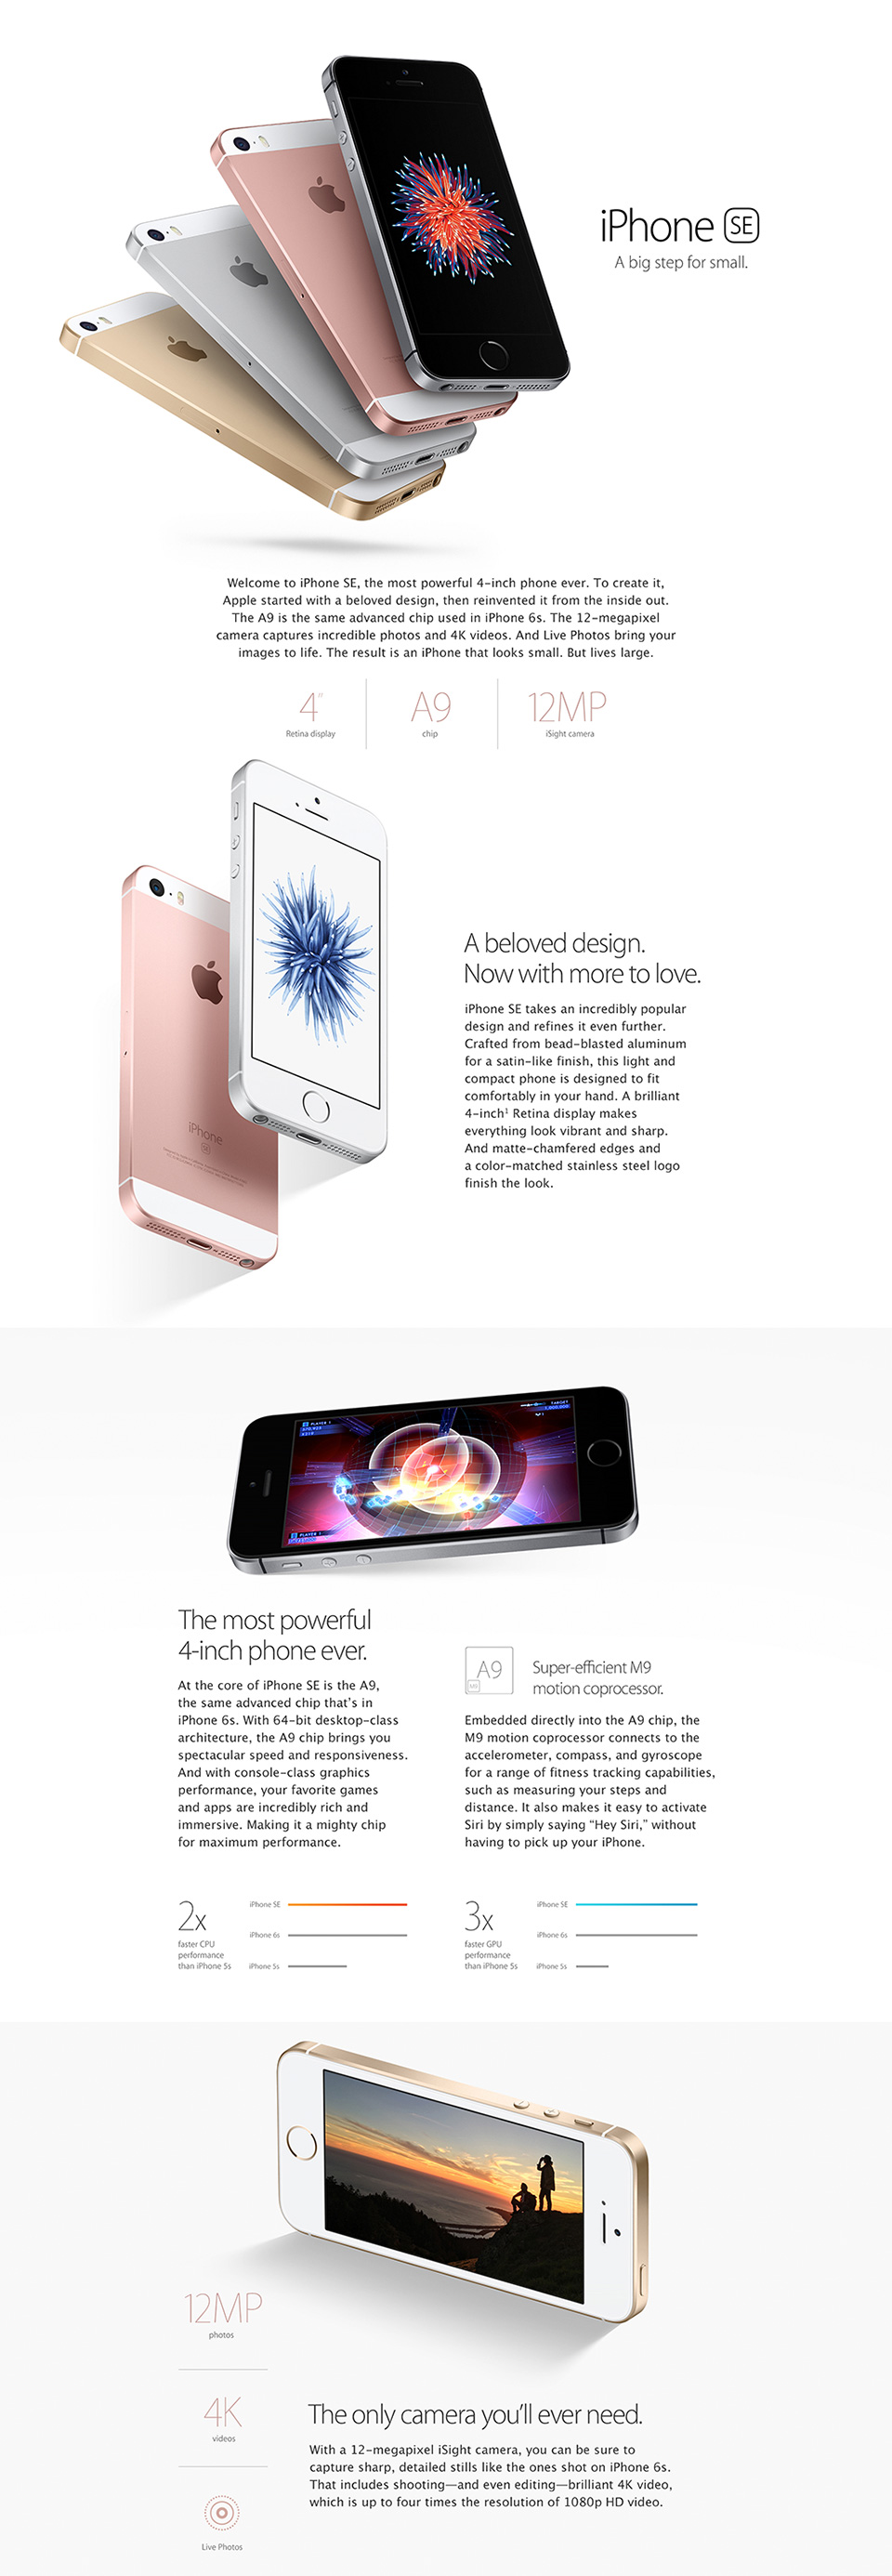 iPhone SE
A big step for small.
Welcome to iPhone SE, the most powerful 4-inch phone ever. To create it,
Apple started with a beloved design, then reinvented it from the inside out.
The A9 is the same advanced chip used in iPhone 6s. The 12-megapixel
camera captures incredible photos and 4K videos. And Live Photos bring your
images to life. The result is an iPhone that looks small. But lives large.
4"
Retina display
A9
chip
12MP
iSight camera
iPhone
SE
A beloved design.
Now with more to love.
iPhone SE takes an incredibly popular
design and refines it even further.
Crafted from bead-blasted aluminum
for a satin-like finish, this light and
compact phone is designed to fit
comfortably in your hand. A brilliant
4-inch¹ Retina display makes
everything look vibrant and sharp.
And matte-chamfered edges and
a color-matched stainless steel logo
finish the look.
PLAYER 1
TARGET
PLAYER 1
The most powerful
4-inch phone ever.
At the core of iPhone SE is the A9,
the same advanced chip that's in
iPhone 6s. With 64-bit desktop-class
architecture, the A9 chip brings you
spectacular speed and responsiveness.
And with console-class graphics
performance, your favorite games
and apps are incredibly rich and
immersive. Making it a mighty chip
for maximum performance.
A9
M9
Super-efficient M9
motion coprocessor.
Embedded directly into the A9 chip, the
M9 motion coprocessor connects to the
accelerometer, compass, and gyroscope
for a range of fitness tracking capabilities,
such as measuring your steps and
distance. It also makes it easy to activate
Siri by simply saying “Hey Siri,” without
having to pick up your iPhone.
2x
faster CPU
performance
than iPhone 5s
iPhone SE
iPhone 6s
iPhone 5s
3x
faster GPU
performance
than iPhone 5s
iPhone SE
iPhone 6s
iPhone 5s
12MP
photos
4K
videos
Live Photos
The only camera you'll ever need.
With a 12-megapixel iSight camera, you can be sure to
capture sharp, detailed stills like the ones shot on iPhone 6s.
That includes shooting—and even editing—brilliant 4K video,
which is up to four times the resolution of 1080p HD video.